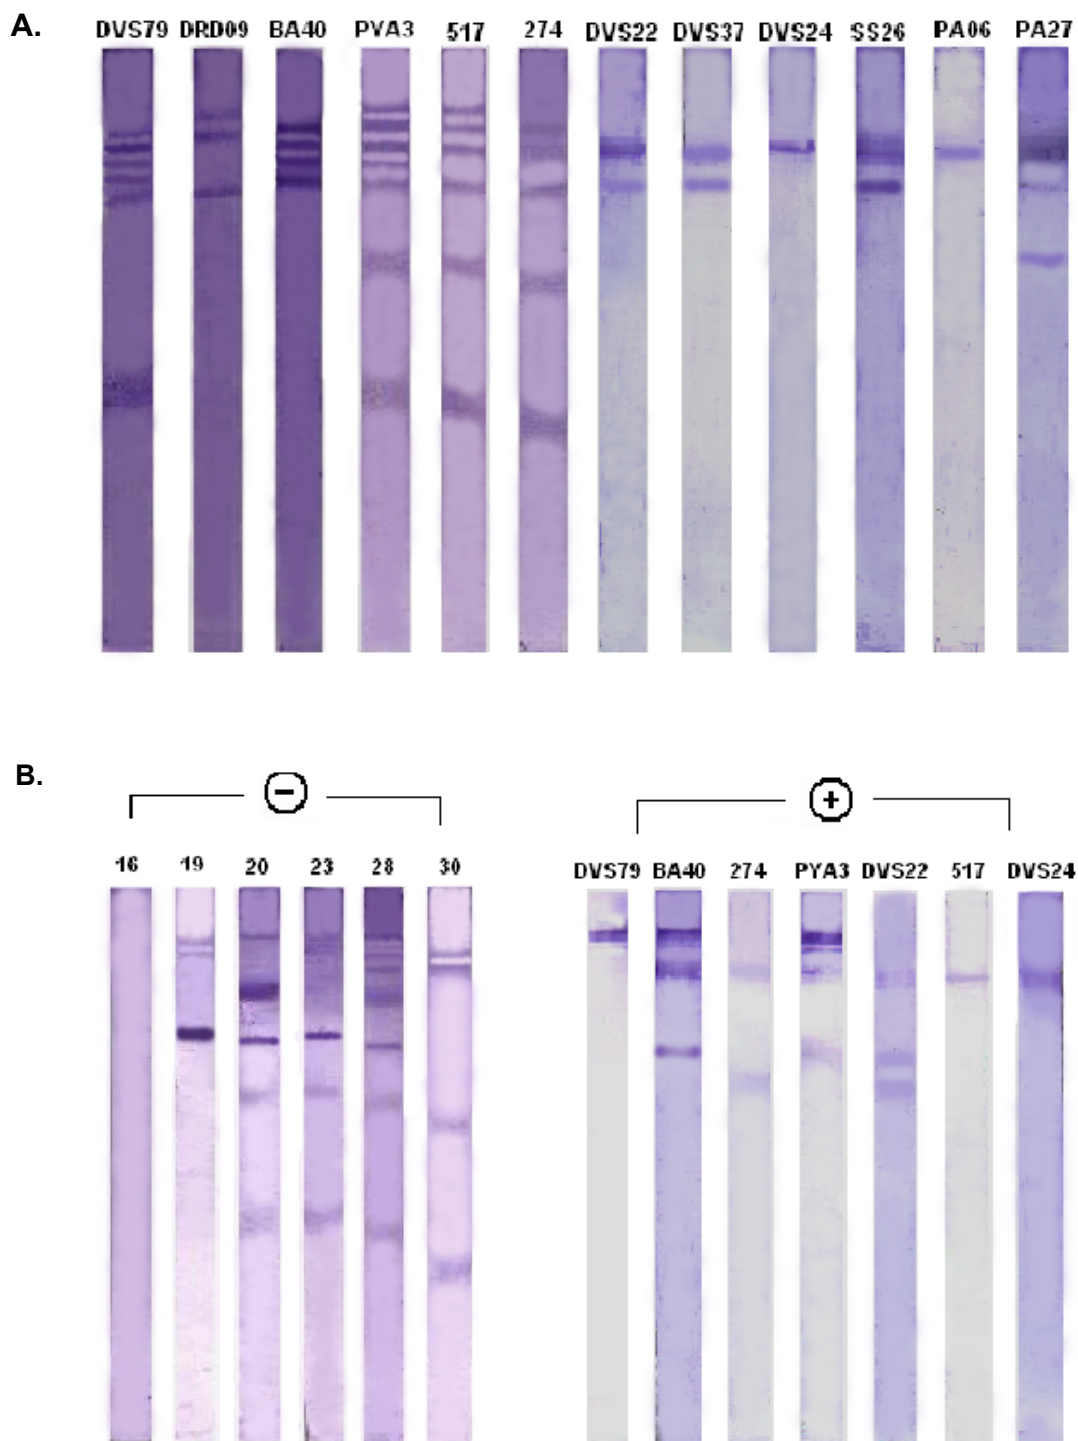 A.
DVS79 DRD09 BA40 PYA3 517 274 DVS22 DVS37 DVS24 SS26 PA06 PA27
B.
− +
16 19 20 23 28 30 DVS79 BA40 274 PYA3 DVS22 517 DVS24